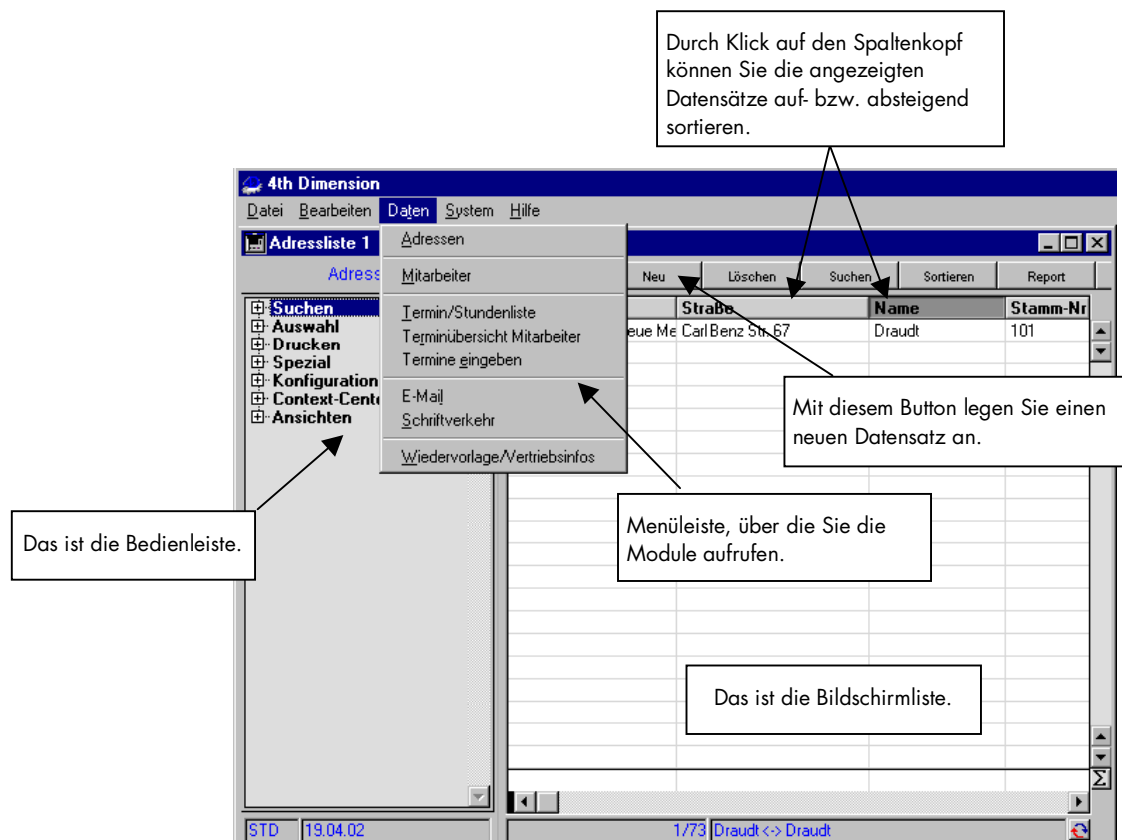 Durch Klick auf den Spaltenkopf
können Sie die angezeigten
Datensätze auf- bzw. absteigend
sortieren.
4th Dimension
Datei Bearbeiten Daten System Hilfe
Adressliste 1
Adress
Neu Löschen Suchen Sortieren Report
Adressen
Mitarbeiter
Termin/Stundenliste
Terminübersicht Mitarbeiter
Termine eingeben
E-Mail
Schriftverkehr
Wiedervorlage/Vertriebsinfos
Suchen
Auswahl
Drucken
Spezial
Konfiguration
Context-Cente
Ansichten
Straße Name Stamm-Nr
eue Me Carl Benz Str. 67 Draudt 101
Mit diesem Button legen Sie einen
neuen Datensatz an.
Menüleiste, über die Sie die
Module aufrufen.
Das ist die Bedienleiste.
Das ist die Bildschirmliste.
Σ
STD 19.04.02 1/73 Draudt <-> Draudt